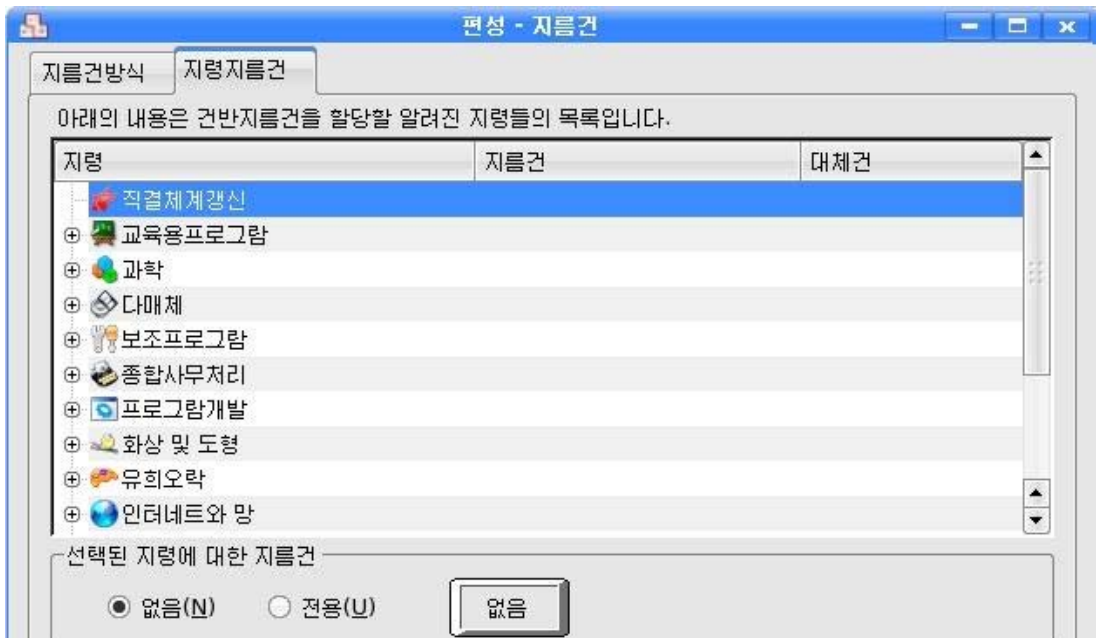 편성 - 지름건
지름건방식 지령지름건
아래의 내용은 건반지름건을 할당할 알려진 지령들의 목록입니다.
지령 지름건 대체건
직결체계갱신
교육용프로그람
과학
다매체
보조프로그람
종합사무처리
프로그람개발
화상 및 도형
유희오락
인터네트와 망
선택된 지령에 대한 지름건
없음(N) 전용(U) 없음